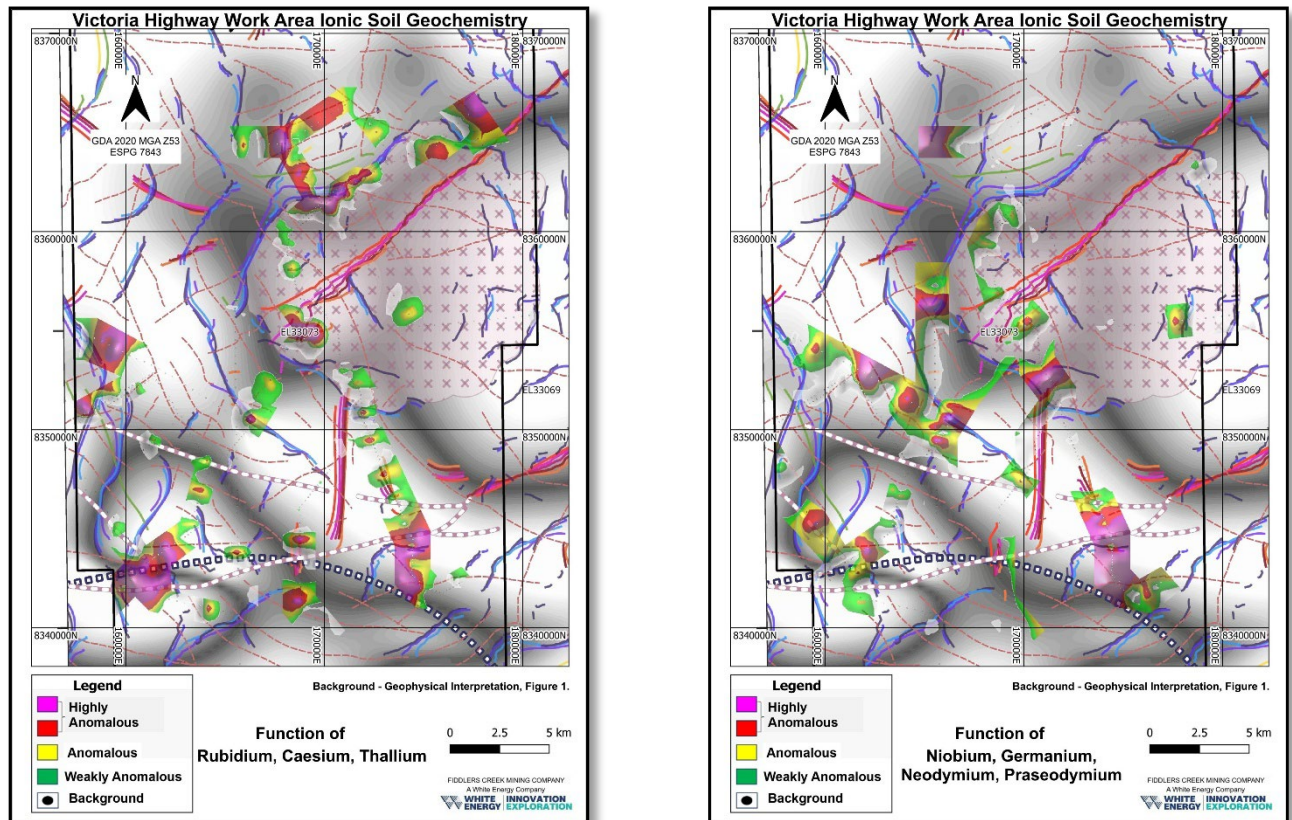 Victoria Highway Work Area Ionic Soil Geochemistry
8370000N
160000E
170000E
180000E
8370000N
N
GDA 2020 MGA Z53
ESPG 7843
8360000N
8360000N
EL33073
EL33069
8350000N
8350000N
8340000N
160000E
170000E
180000E
8340000N
Legend
Highly
Anomalous
Anomalous
Weakly Anomalous
Background
Background - Geophysical Interpretation, Figure 1.
Function of
Rubidium, Caesium, Thallium
0 2.5 5 km
FIDDLERS CREEK MINING COMPANY
A White Energy Company
WHITE ENERGY INNOVATION EXPLORATION
Victoria Highway Work Area Ionic Soil Geochemistry
8370000N
160000E
170000E
180000E
8370000N
N
GDA 2020 MGA Z53
ESPG 7843
8360000N
8360000N
EL33073
EL33069
8350000N
8350000N
8340000N
160000E
170000E
180000E
8340000N
Legend
Highly
Anomalous
Anomalous
Weakly Anomalous
Background
Background - Geophysical Interpretation, Figure 1.
Function of
Niobium, Germanium,
Neodymium, Praseodymium
0 2.5 5 km
FIDDLERS CREEK MINING COMPANY
A White Energy Company
WHITE ENERGY INNOVATION EXPLORATION